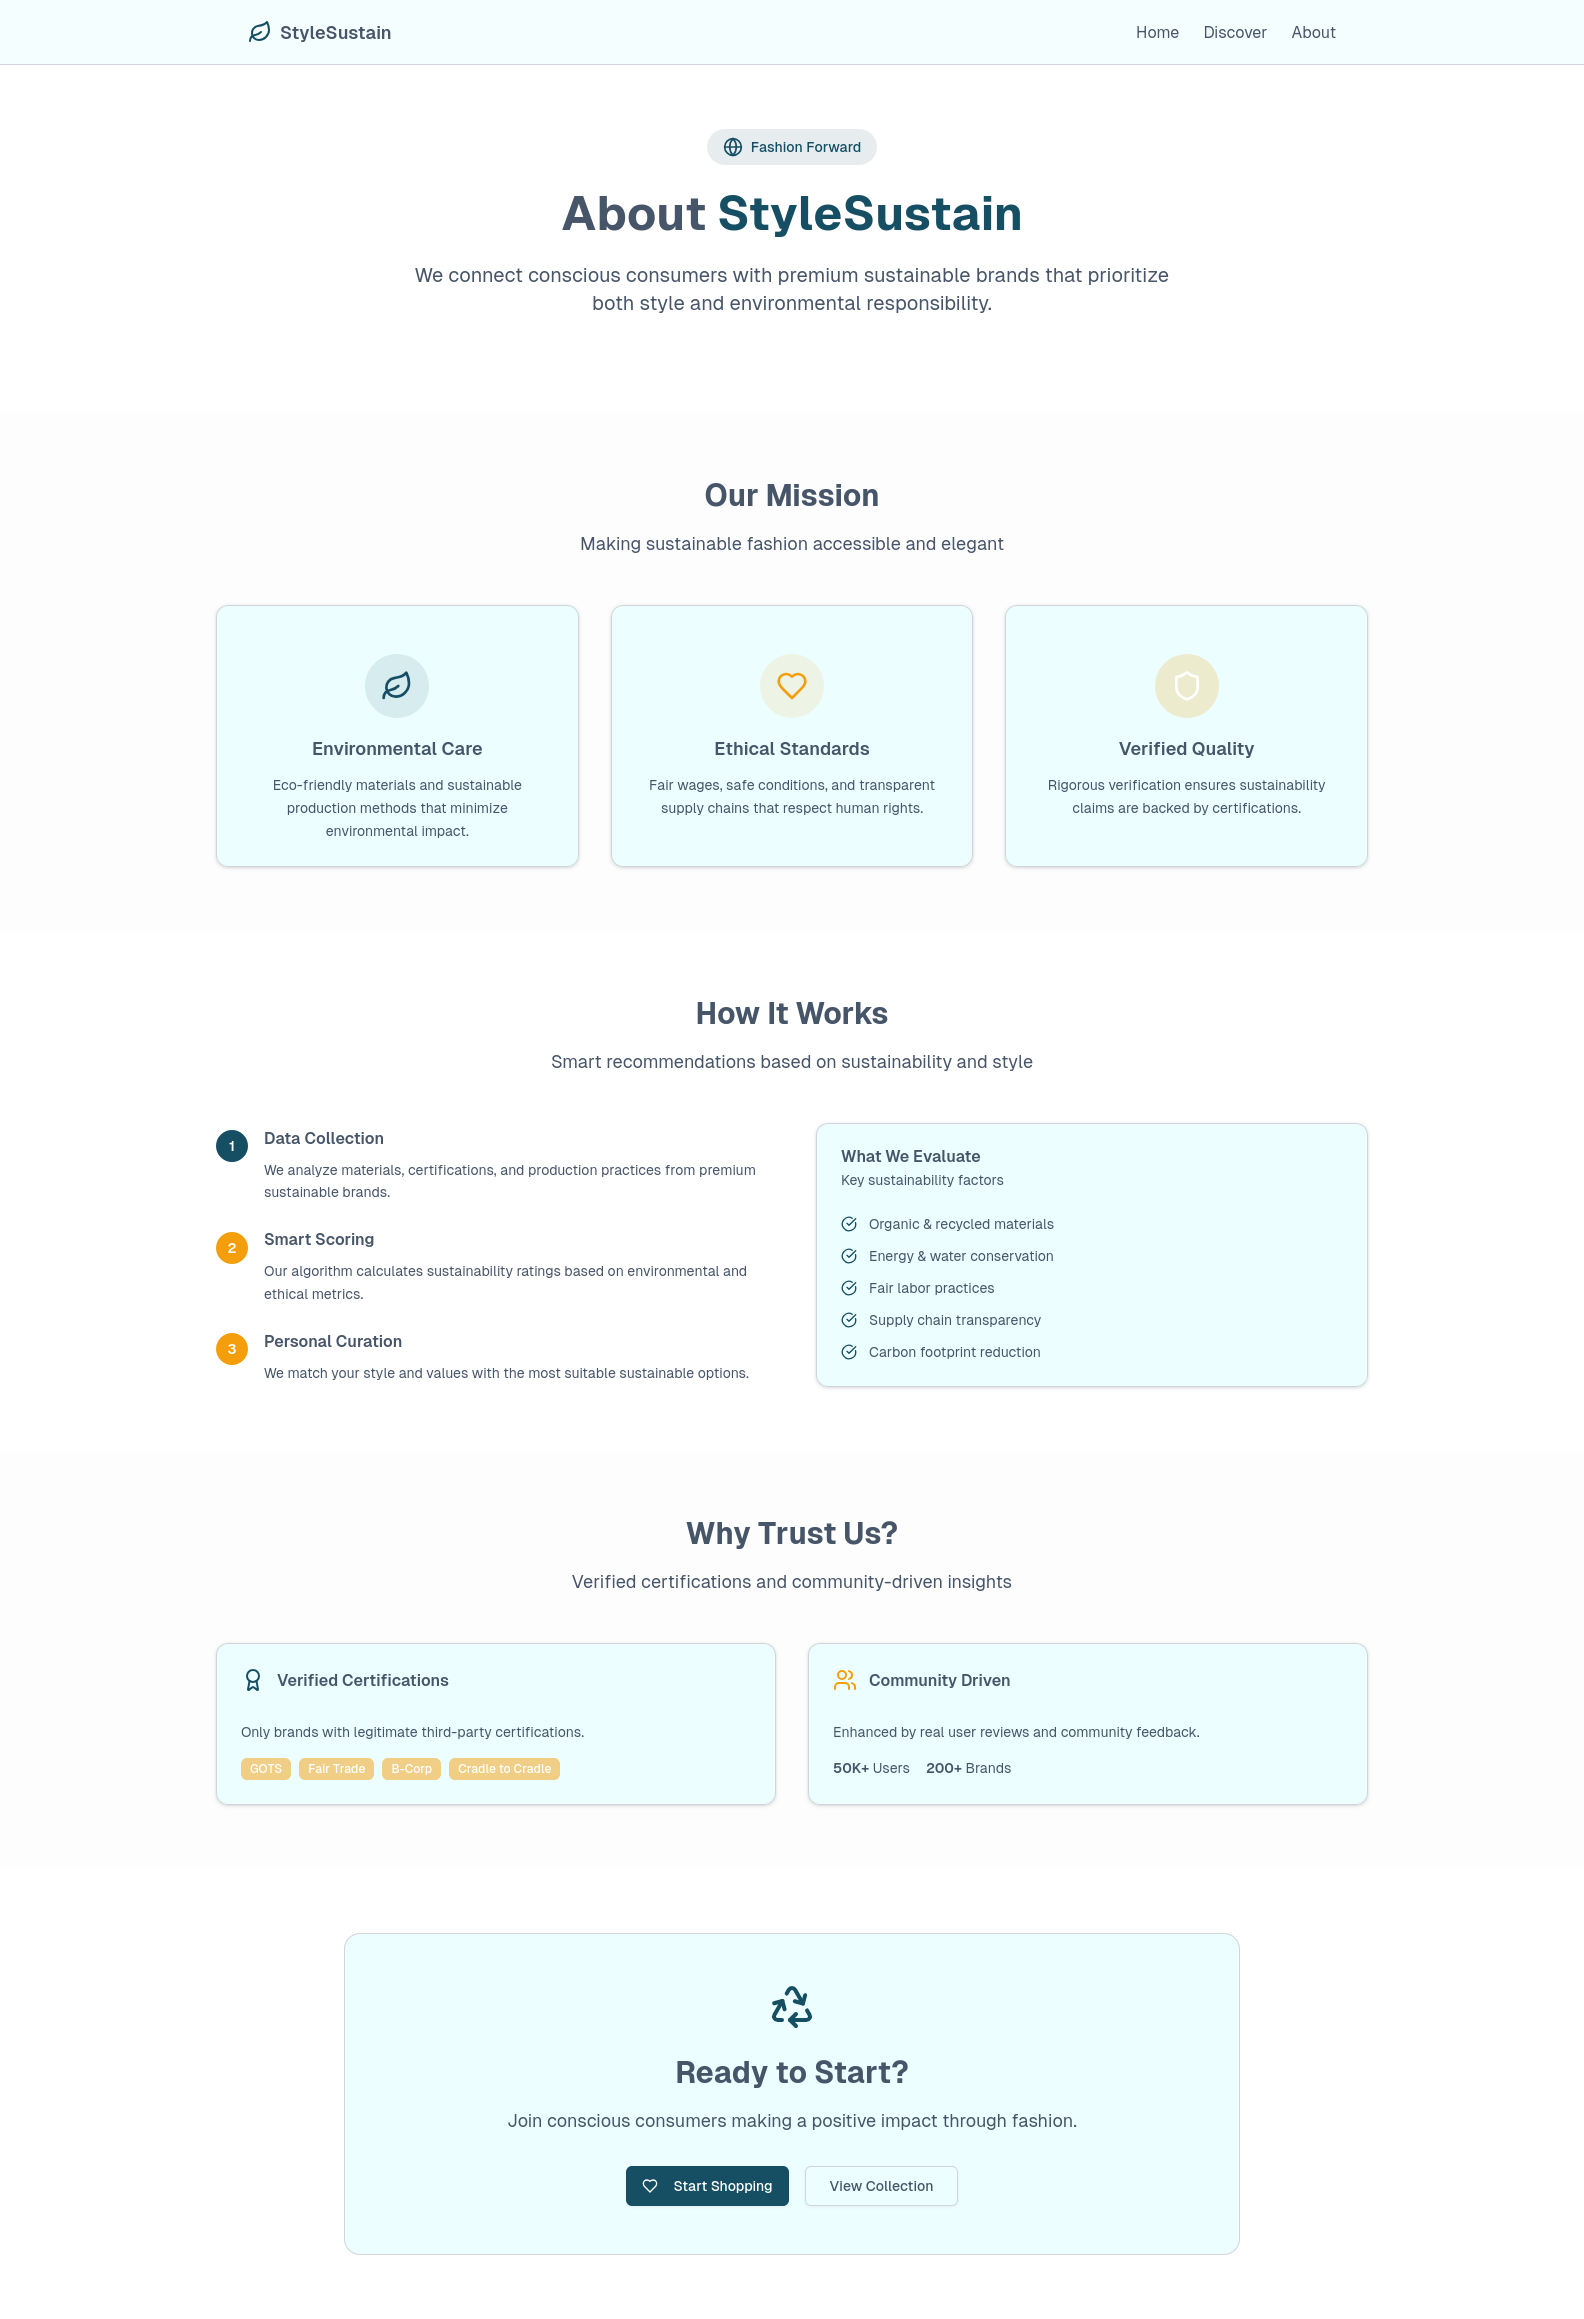 StyleSustain
Home Discover About
Fashion Forward
About StyleSustain
We connect conscious consumers with premium sustainable brands that prioritize
both style and environmental responsibility.
Our Mission
Making sustainable fashion accessible and elegant
Environmental Care
Eco-friendly materials and sustainable
production methods that minimize
environmental impact.
Ethical Standards
Fair wages, safe conditions, and transparent
supply chains that respect human rights.
Verified Quality
Rigorous verification ensures sustainability
claims are backed by certifications.
How It Works
Smart recommendations based on sustainability and style
1
Data Collection
We analyze materials, certifications, and production practices from premium
sustainable brands.
2
Smart Scoring
Our algorithm calculates sustainability ratings based on environmental and
ethical metrics.
3
Personal Curation
We match your style and values with the most suitable sustainable options.
What We Evaluate
Key sustainability factors
Organic & recycled materials
Energy & water conservation
Fair labor practices
Supply chain transparency
Carbon footprint reduction
Why Trust Us?
Verified certifications and community-driven insights
Verified Certifications
Only brands with legitimate third-party certifications.
GOTS Fair Trade B-Corp Cradle to Cradle
Community Driven
Enhanced by real user reviews and community feedback.
50K+ Users 200+ Brands
Ready to Start?
Join conscious consumers making a positive impact through fashion.
Start Shopping
View Collection